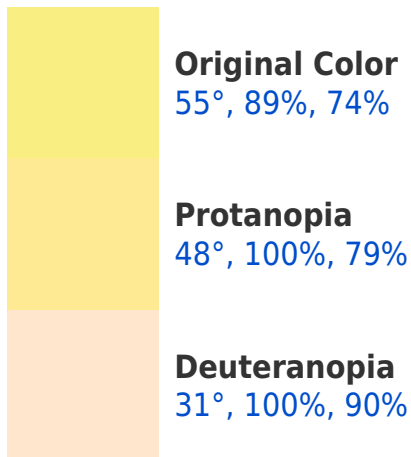 Original Color
55°, 89%, 74%
Protanopia
48°, 100%, 79%
Deuteranopia
31°, 100%, 90%